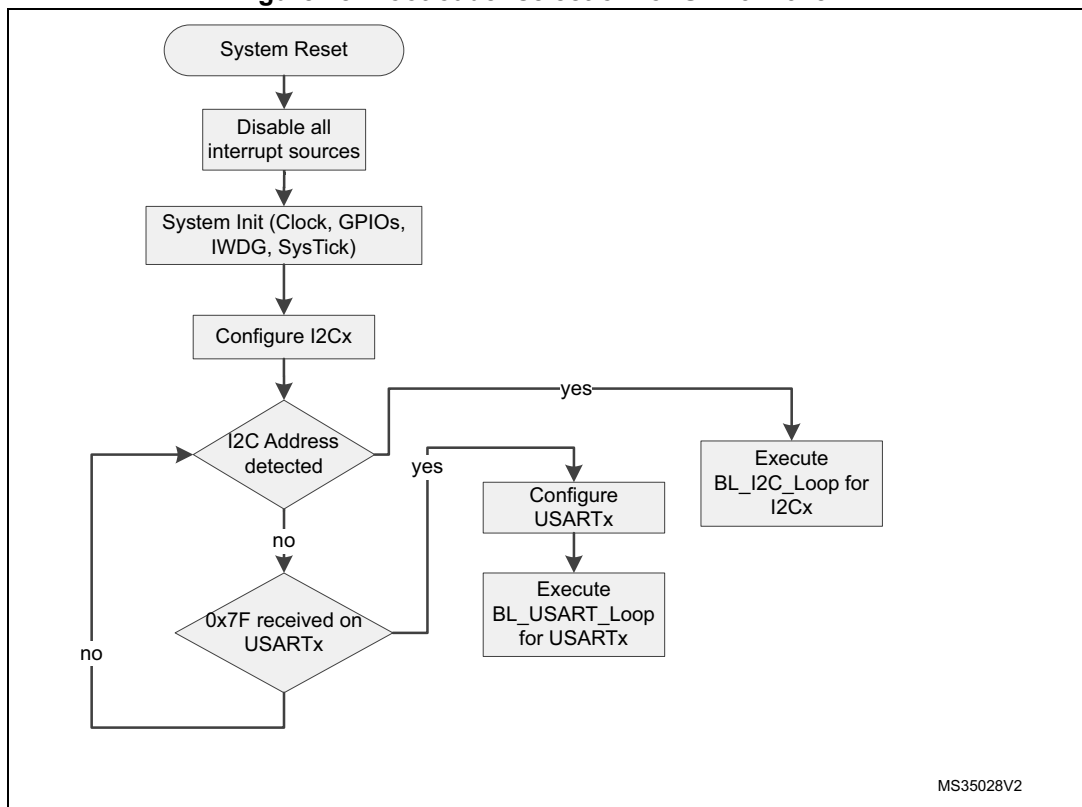 System Reset
Disable all
interrupt sources
System Init (Clock, GPIOs,
IWDG, SysTick)
Configure I2Cx
I2C Address
detected
yes
Execute
BL_I2C_Loop for
I2Cx
no
0x7F received on
USARTx
yes
Configure
USARTx
Execute
BL_USART_Loop
for USARTx
no
MS35028V2